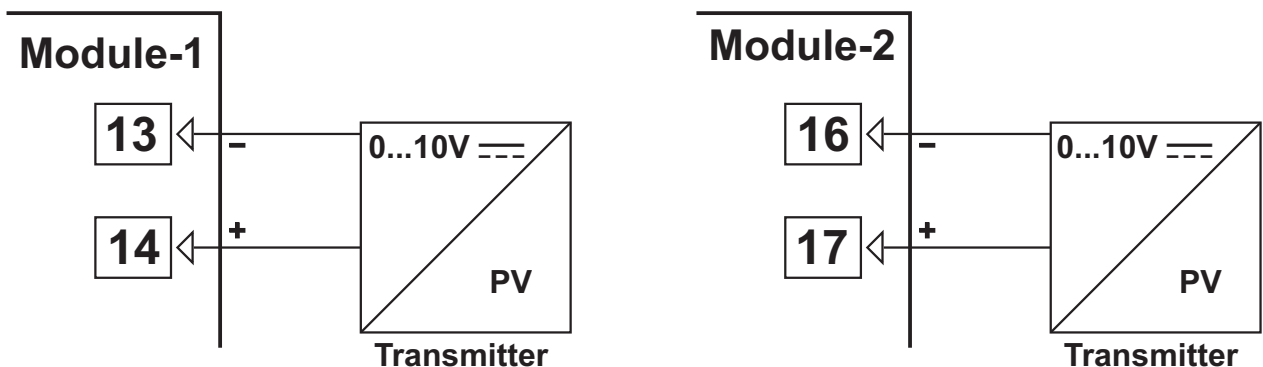 Module-1
13
-
0...10V
14
+
PV
Transmitter
Module-2
16
-
0...10V
17
+
PV
Transmitter